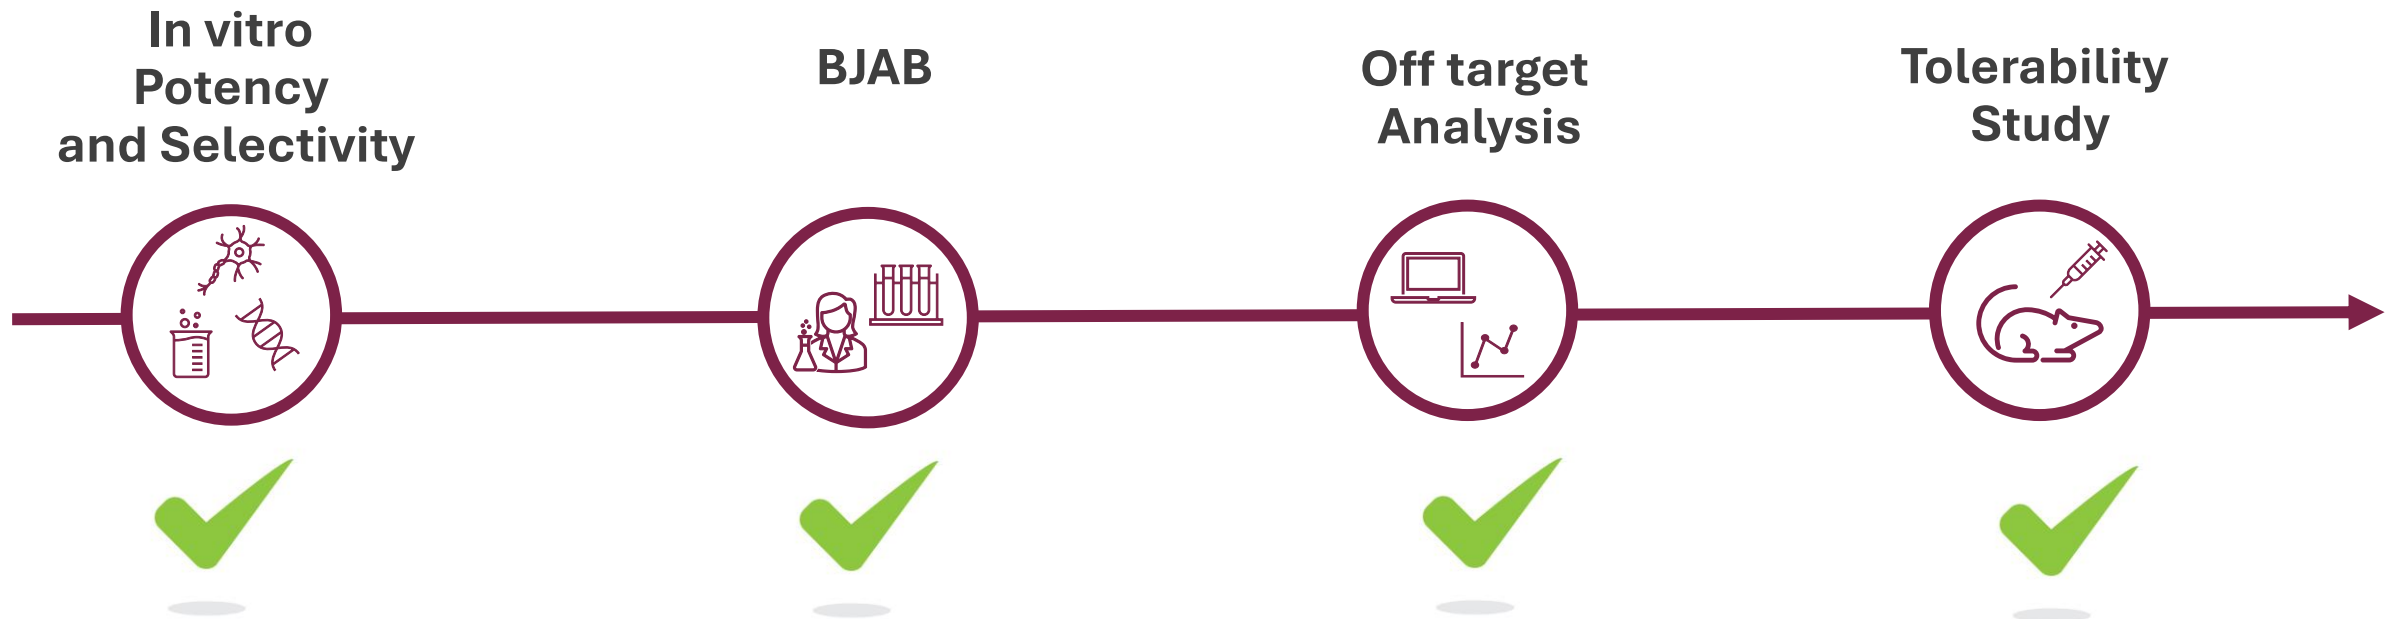 In vitro
Potency
and Selectivity
BJAB
Off target
Analysis
Tolerability
Study